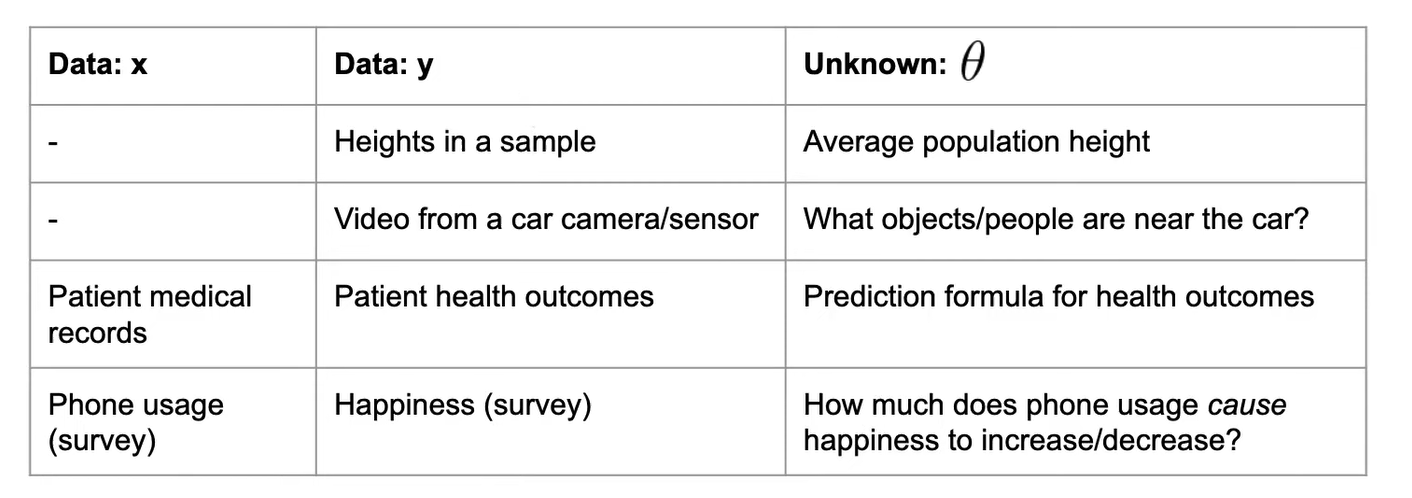 Data: x
Data: y
Unknown: θ
-
Heights in a sample
Average population height
-
Video from a car camera/sensor
What objects/people are near the car?
Patient medical
records
Patient health outcomes
Prediction formula for health outcomes
Phone usage
(survey)
Happiness (survey)
How much does phone usage cause
happiness to increase/decrease?